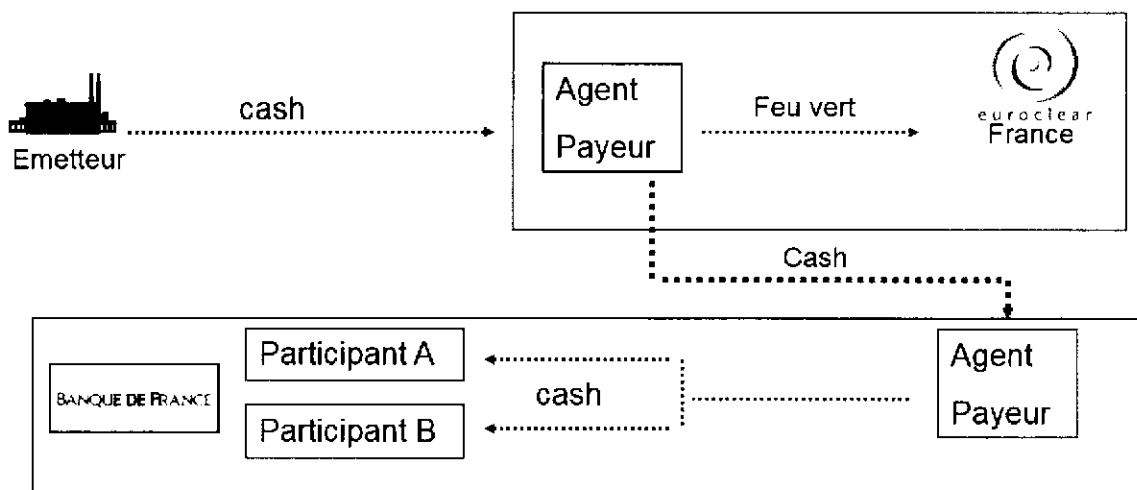 cash
Emetteur
Agent
Payeur
Feu vert
euroclear
France
Cash
Participant A
Participant B
cash
BANQUE DE FRANCE
Agent
Payeur